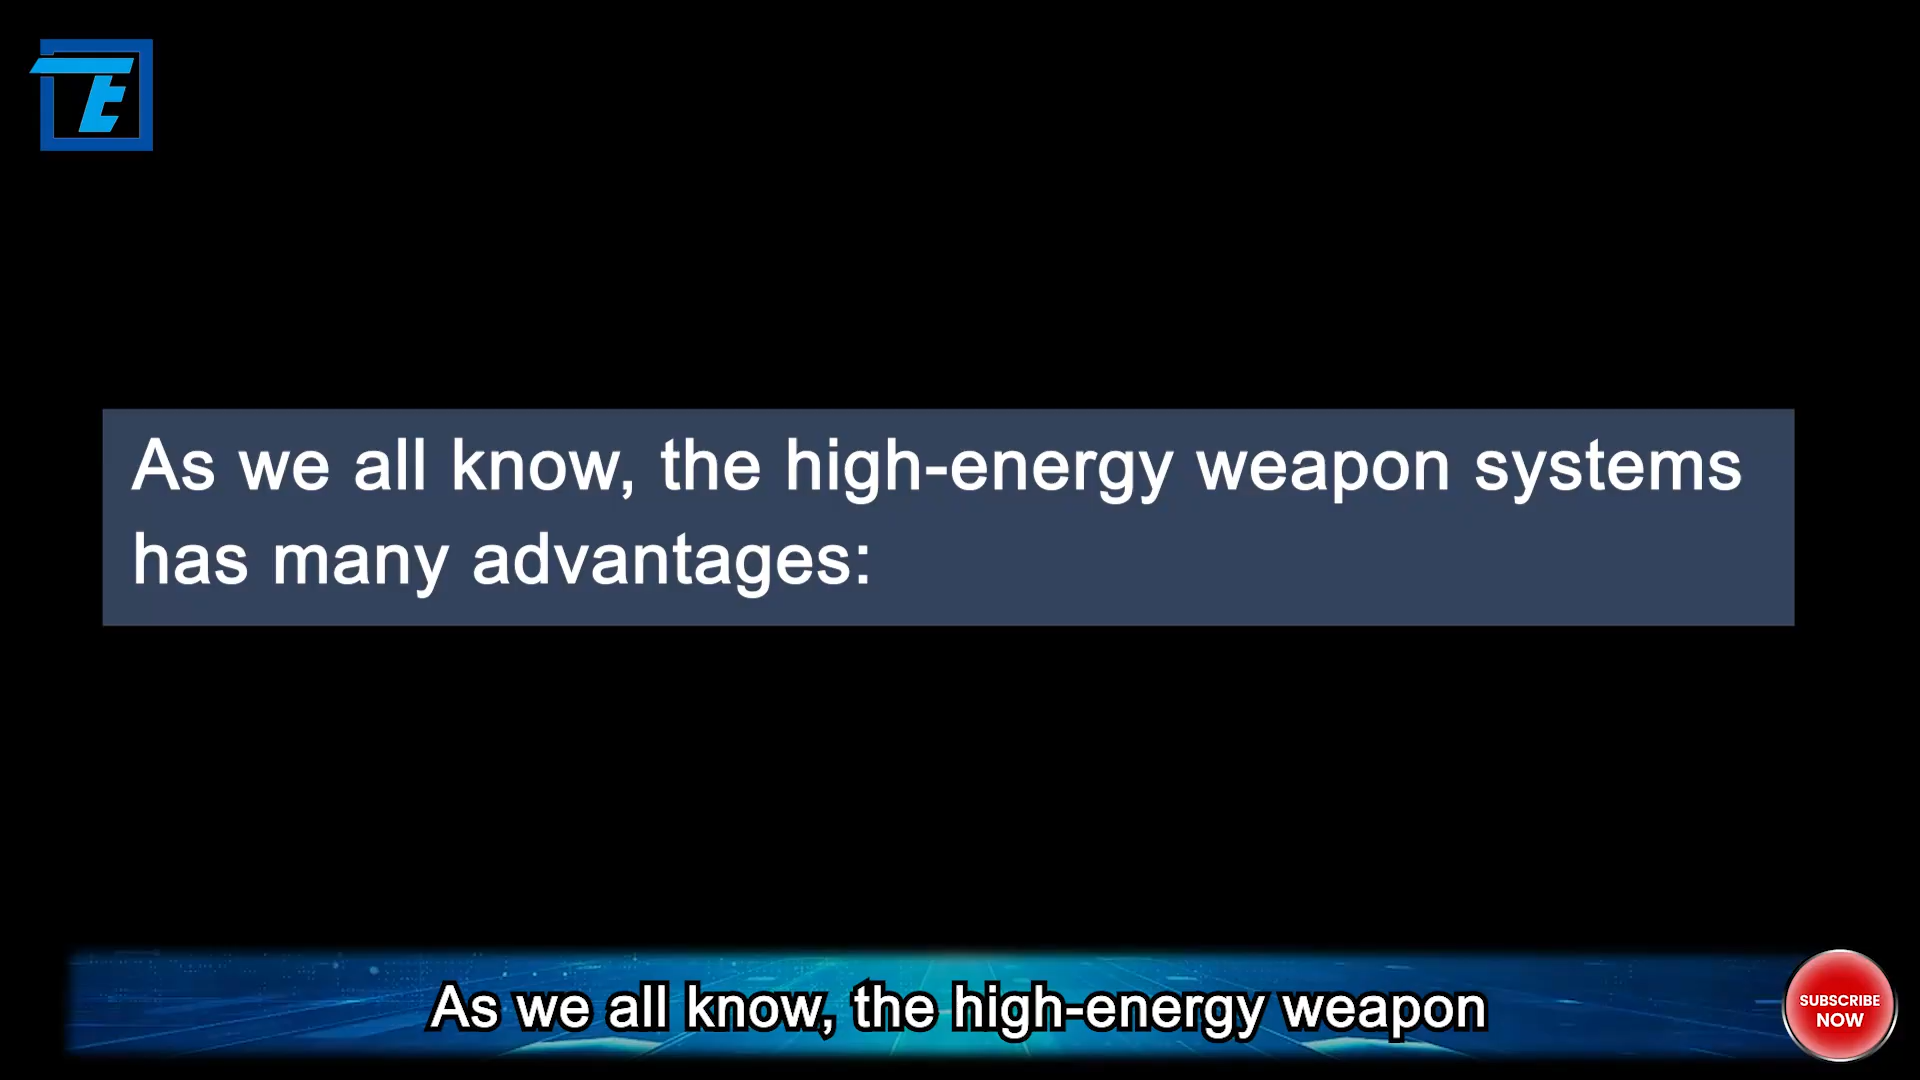 TE
As we all know, the high-energy weapon systems
has many advantages:
As we all know, the high-energy weapon
SUBSCRIBE
NOW